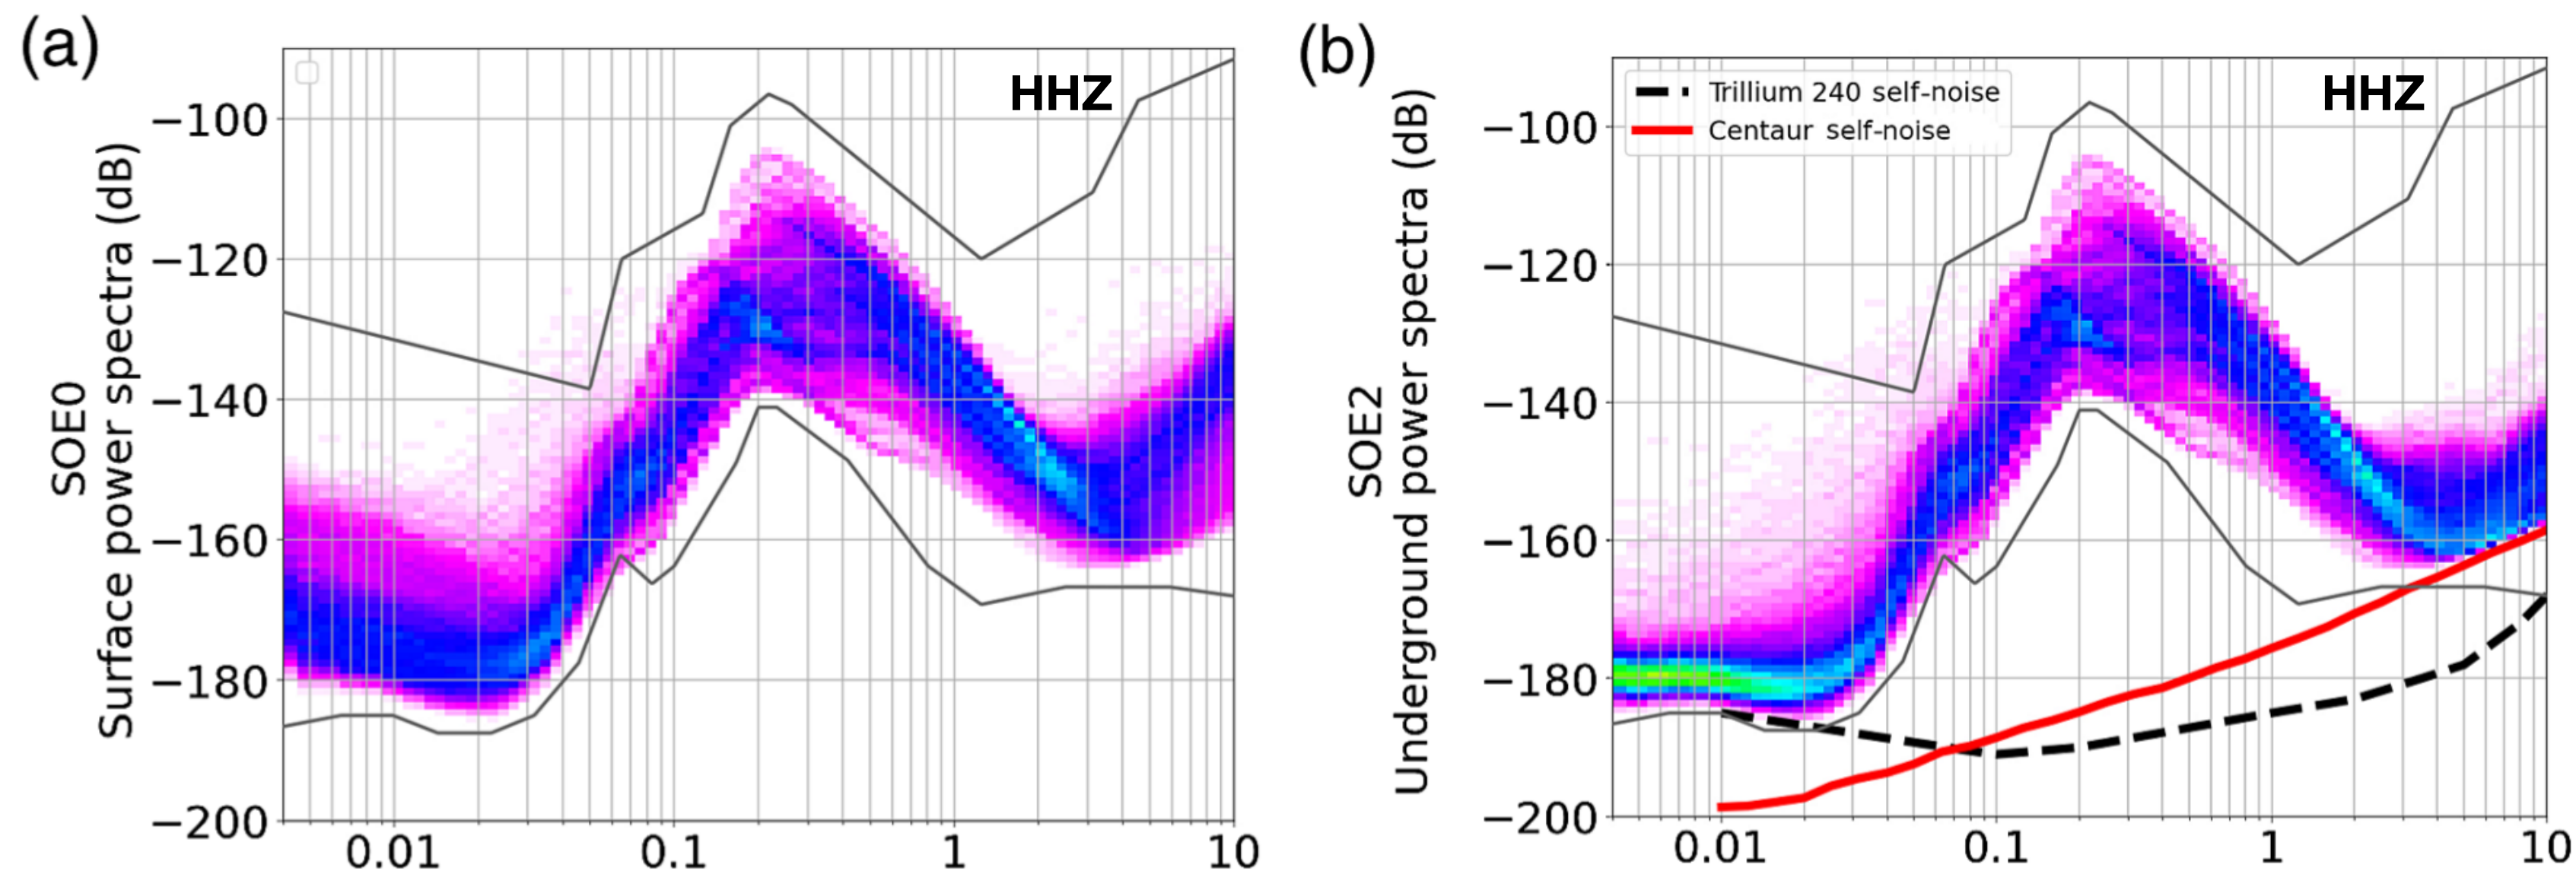 (a)
HHZ
SOE0
Surface power spectra (dB)
−100
−120
−140
−160
−180
−200
0.01
0.1
1
10
(b)
Trillium 240 self-noise
Centaur self-noise
HHZ
SOE2
Underground power spectra (dB)
−100
−120
−140
−160
−180
−200
0.01
0.1
1
10